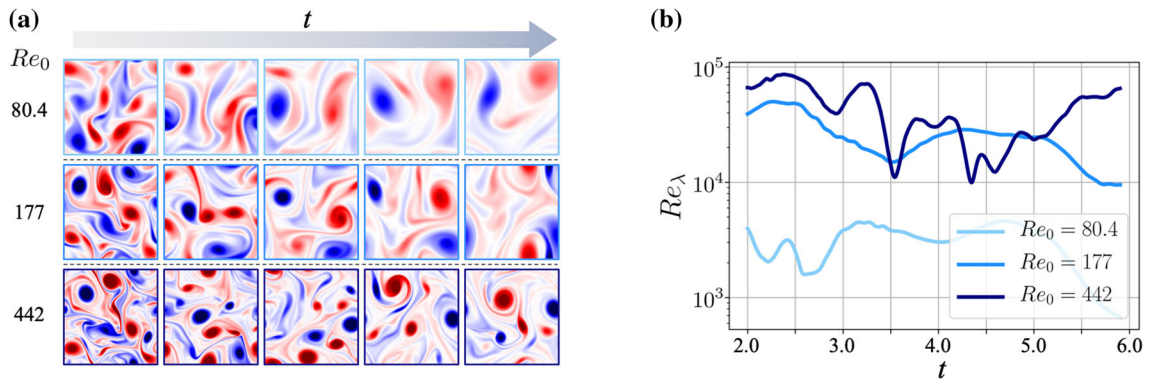 (a)
t
Re0
80.4
177
442
(b)
10^5
10^4
10^3
Reλ
Re0 = 80.4
Re0 = 177
Re0 = 442
2.0 3.0 4.0 5.0 6.0
t